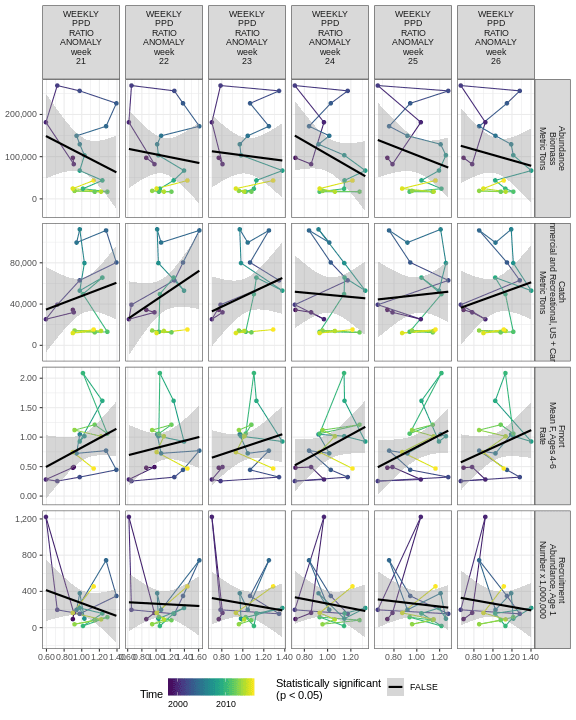 WEEKLY PPD RATIO ANOMALY week 21
WEEKLY PPD RATIO ANOMALY week 22
WEEKLY PPD RATIO ANOMALY week 23
WEEKLY PPD RATIO ANOMALY week 24
WEEKLY PPD RATIO ANOMALY week 25
WEEKLY PPD RATIO ANOMALY week 26
200,000
100,000
0
Abundance
Biomass
Metric Tons
80,000
40,000
0
Catch
and Recreational, US +
Metric Tons
2.00
1.50
1.00
0.50
0.00
Fmort
Mean F, Ages 4-6
Rate
1,200
800
400
0
Recruitment
Abundance, Age 1
Number x 1,000,000
0.60 0.80 1.00 1.20
1.00 1.20 1.40 1.60
0.80 1.00 1.20 1.40
0.80 1.00 1.20
0.80 1.00 1.20
0.80 1.00 1.20 1.40
Time
2000 2010
Statistically significant
(p < 0.05)
FALSE